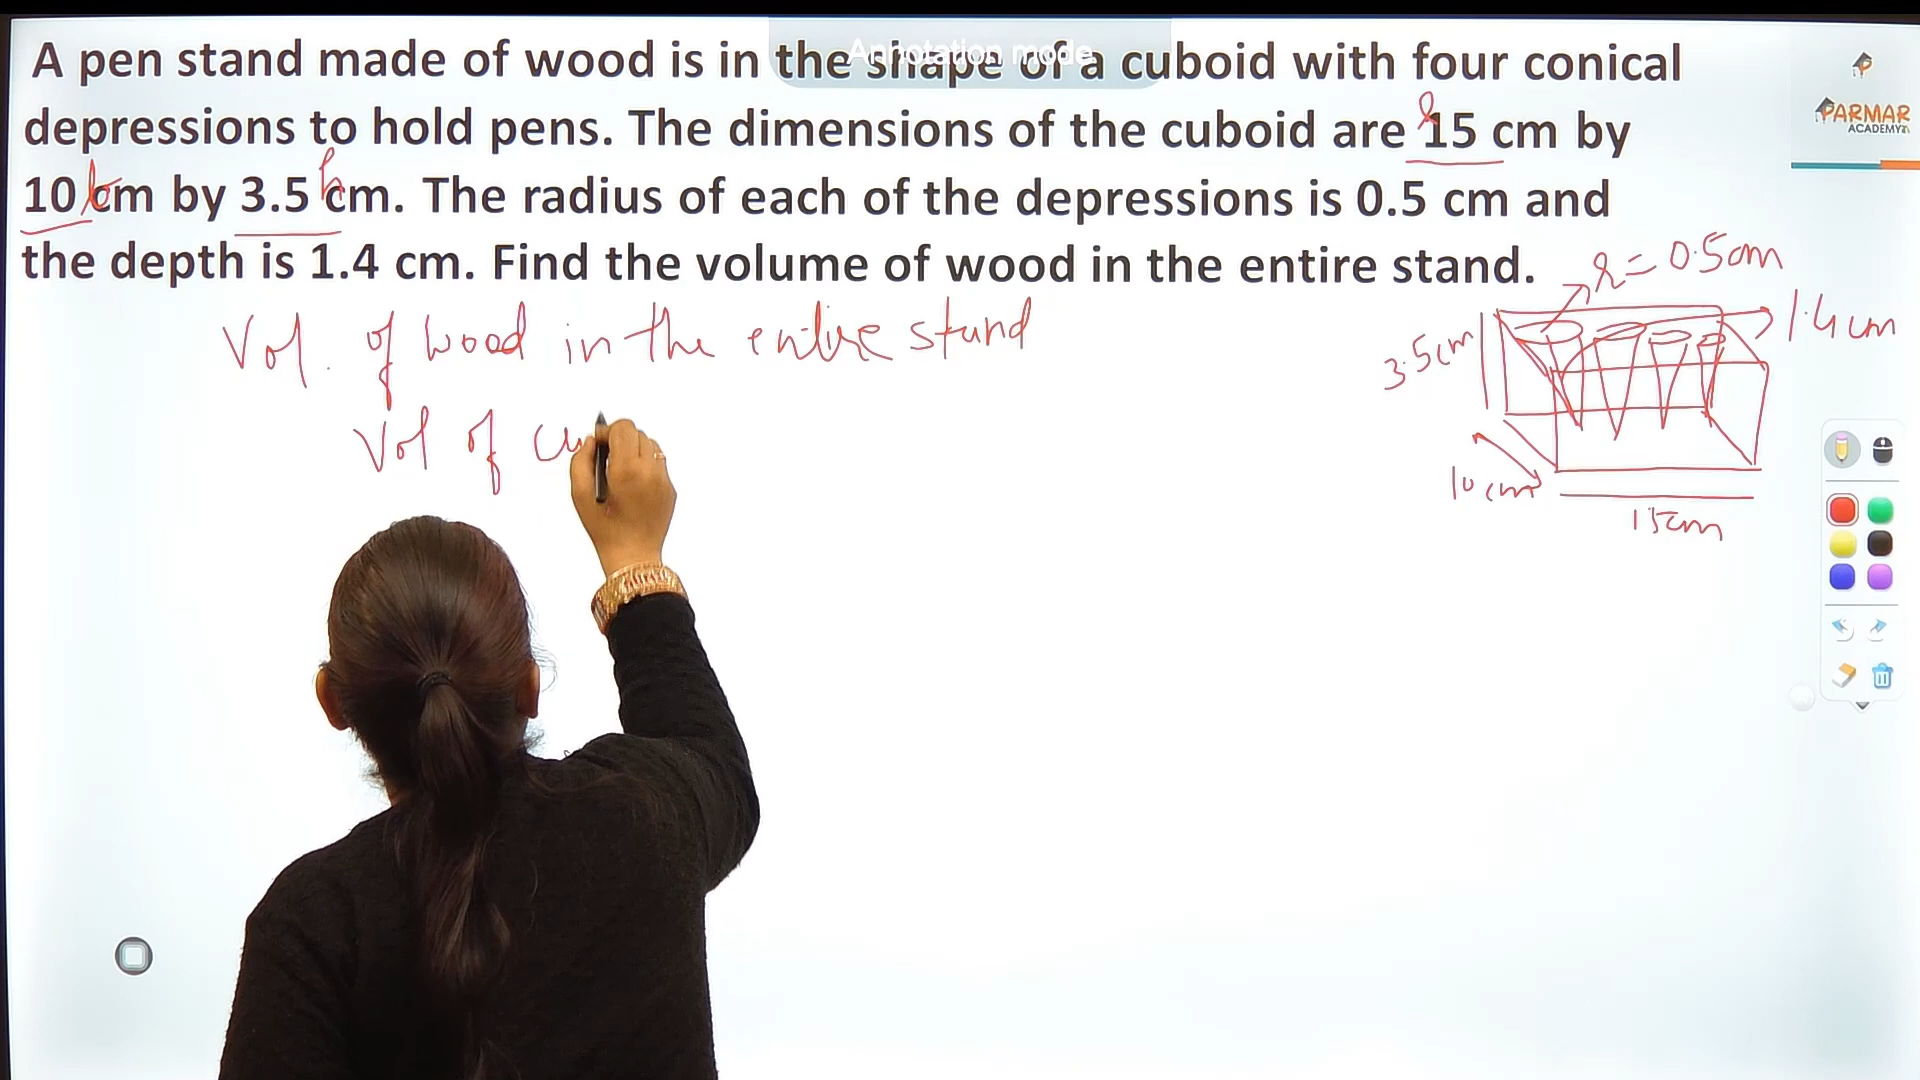 Annotation mode
A pen stand made of wood is in the shape of a cuboid with four conical
depressions to hold pens. The dimensions of the cuboid are 15 cm by
10 cm by 3.5 cm. The radius of each of the depressions is 0.5 cm and
the depth is 1.4 cm. Find the volume of wood in the entire stand.
PARMAR
ACADEMY
l
b
h
r = 0.5cm
1.4 cm
3.5cm
10 cm
15cm
Vol. of wood in the entire stand
Vol of cu